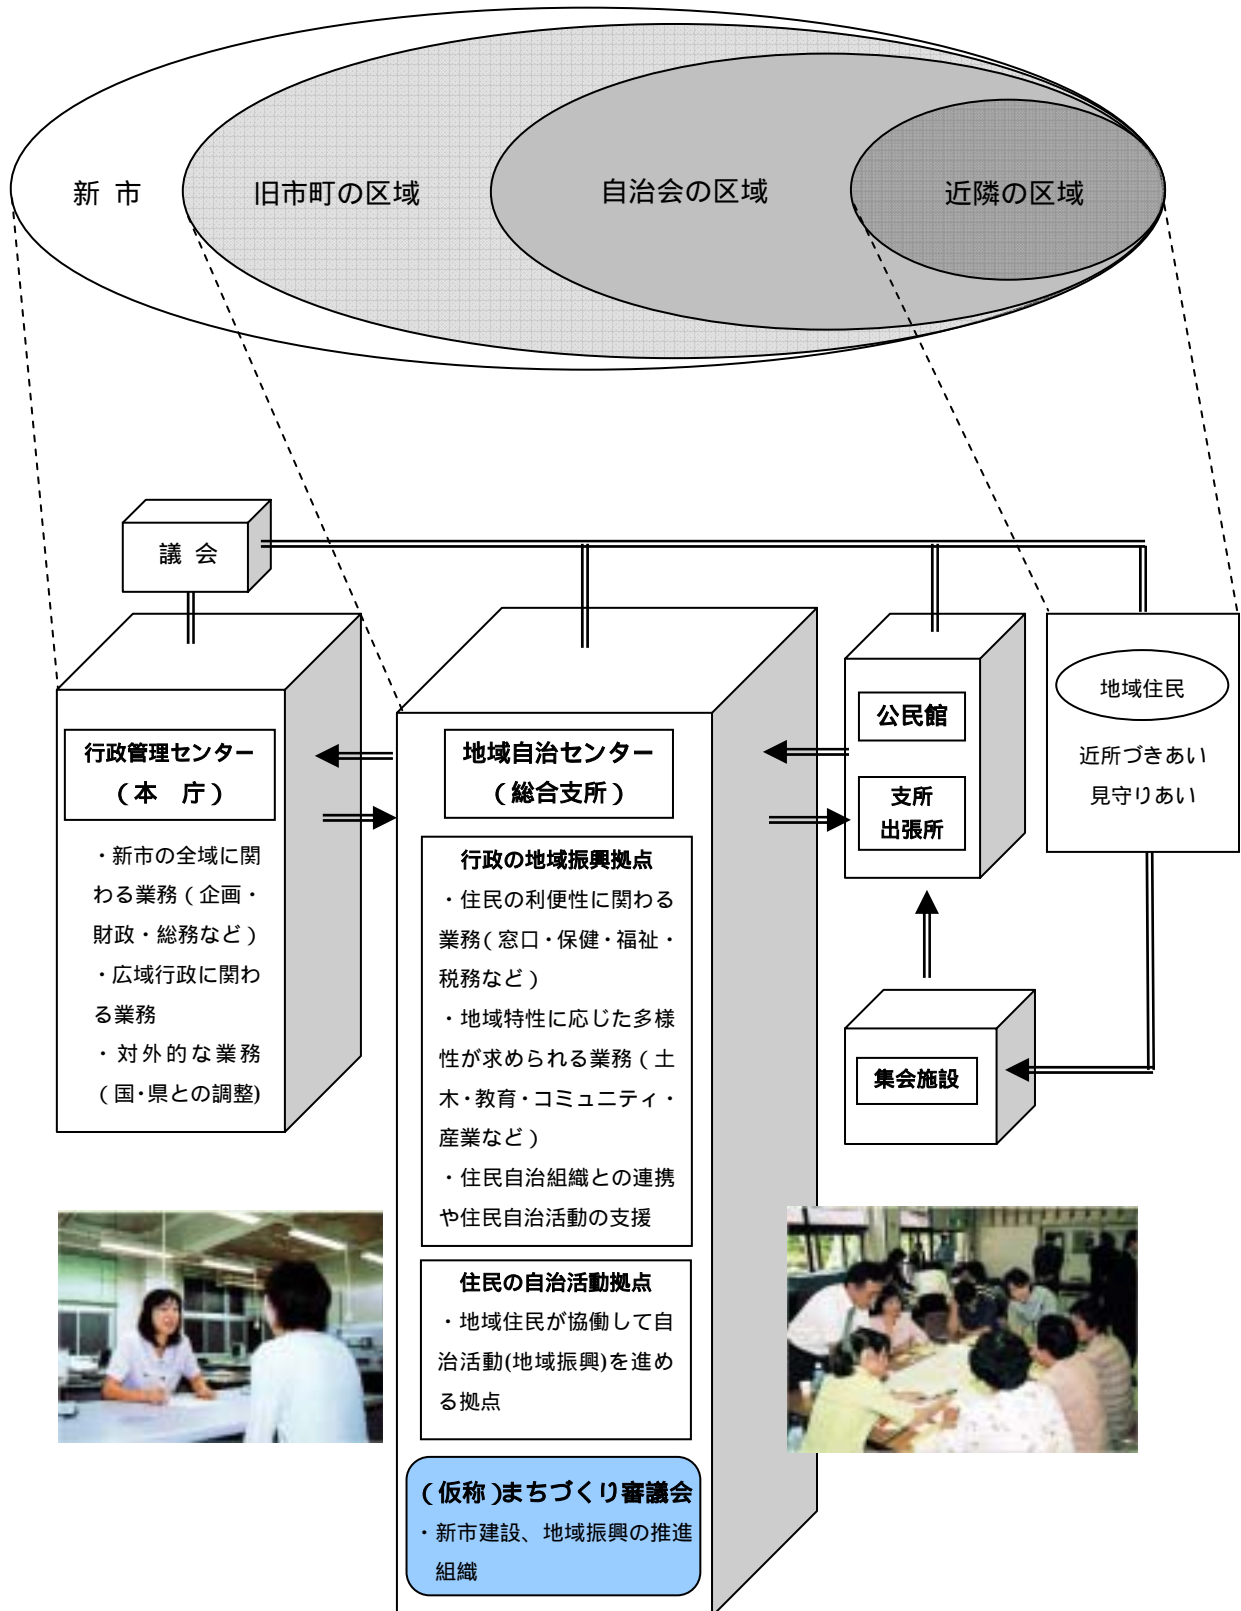 新 市
旧市町の区域
自治会の区域
近隣の区域
議 会
行政管理センター
（本 庁）
・新市の全域に関
わる業務（企画・
財政・総務など）
・広域行政に関わ
る業務
・対外的な業務
（国・県との調整)
地域自治センター
（総合支所）
行政の地域振興拠点
・住民の利便性に関わる
業務（窓口・保健・福祉・
税務など）
・地域特性に応じた多様
性が求められる業務（土
木・教育・コミュニティ・
産業など）
・住民自治組織との連携
や住民自治活動の支援
住民の自治活動拠点
・地域住民が協働して自
治活動(地域振興)を進め
る拠点
（仮称）まちづくり審議会
・新市建設、地域振興の推進
組織
公民館
支所
出張所
集会施設
地域住民
近所づきあい
見守りあい